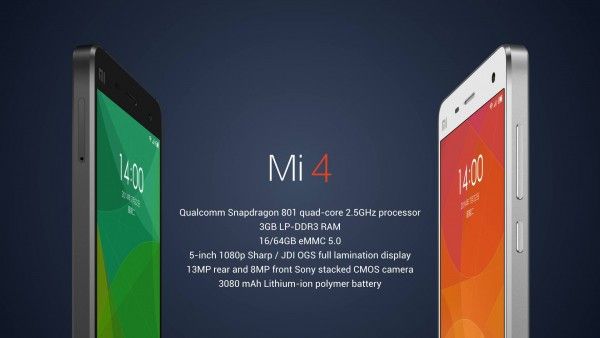 Mi 4
Qualcomm Snapdragon 801 quad-core 2.5GHz processor
3GB LP-DDR3 RAM
16/64GB eMMC 5.0
5-inch 1080p Sharp / JDI OGS full lamination display
13MP rear and 8MP front Sony stacked CMOS camera
3080 mAh Lithium-ion polymer battery
MI
14:00
MI
14:00